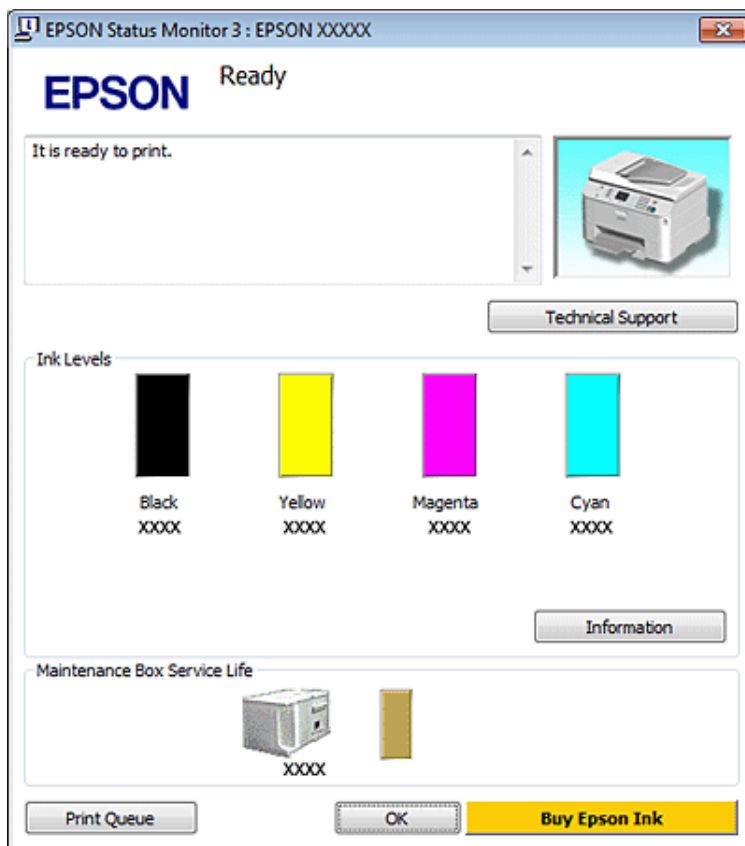 EPSON Status Monitor 3 : EPSON XXXXX
EPSON
Ready
It is ready to print.
Technical Support
Ink Levels
Black Yellow Magenta Cyan
XXXX XXXX XXXX XXXX
Information
Maintenance Box Service Life
XXXX
Print Queue OK Buy Epson Ink